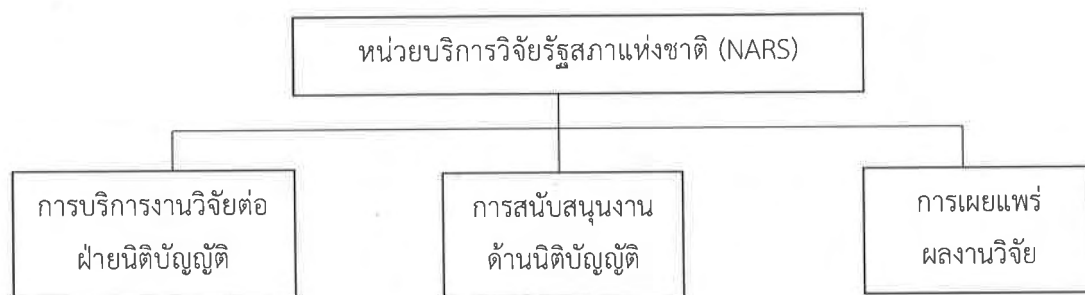 หน่วยบริการวิจัยรัฐสภาแห่งชาติ (NARS)
การบริการงานวิจัยต่อ
ฝ่ายนิติบัญญัติ
การสนับสนุนงาน
ด้านนิติบัญญัติ
การเผยแพร่
ผลงานวิจัย